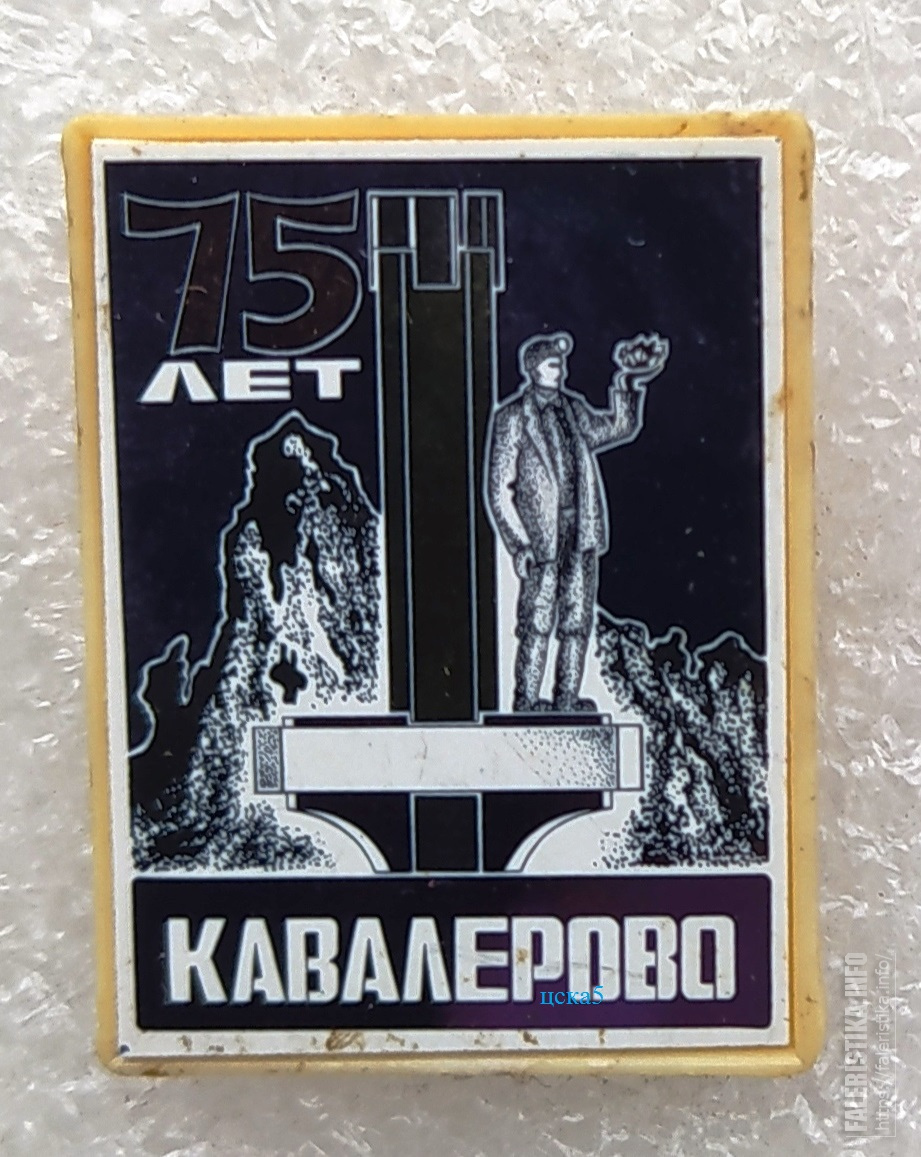 75
ЛЕТ
КАВАЛЕРОВО
цска5
FALERISTIKA.INFO
https://faleristika.info/